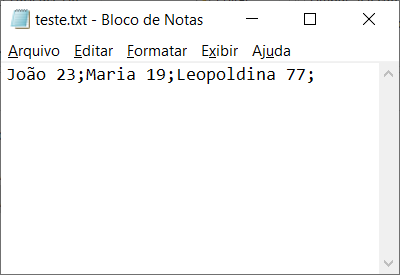 teste.txt - Bloco de Notas
Arquivo Editar Formatar Exibir Ajuda
João 23;Maria 19;Leopoldina 77;